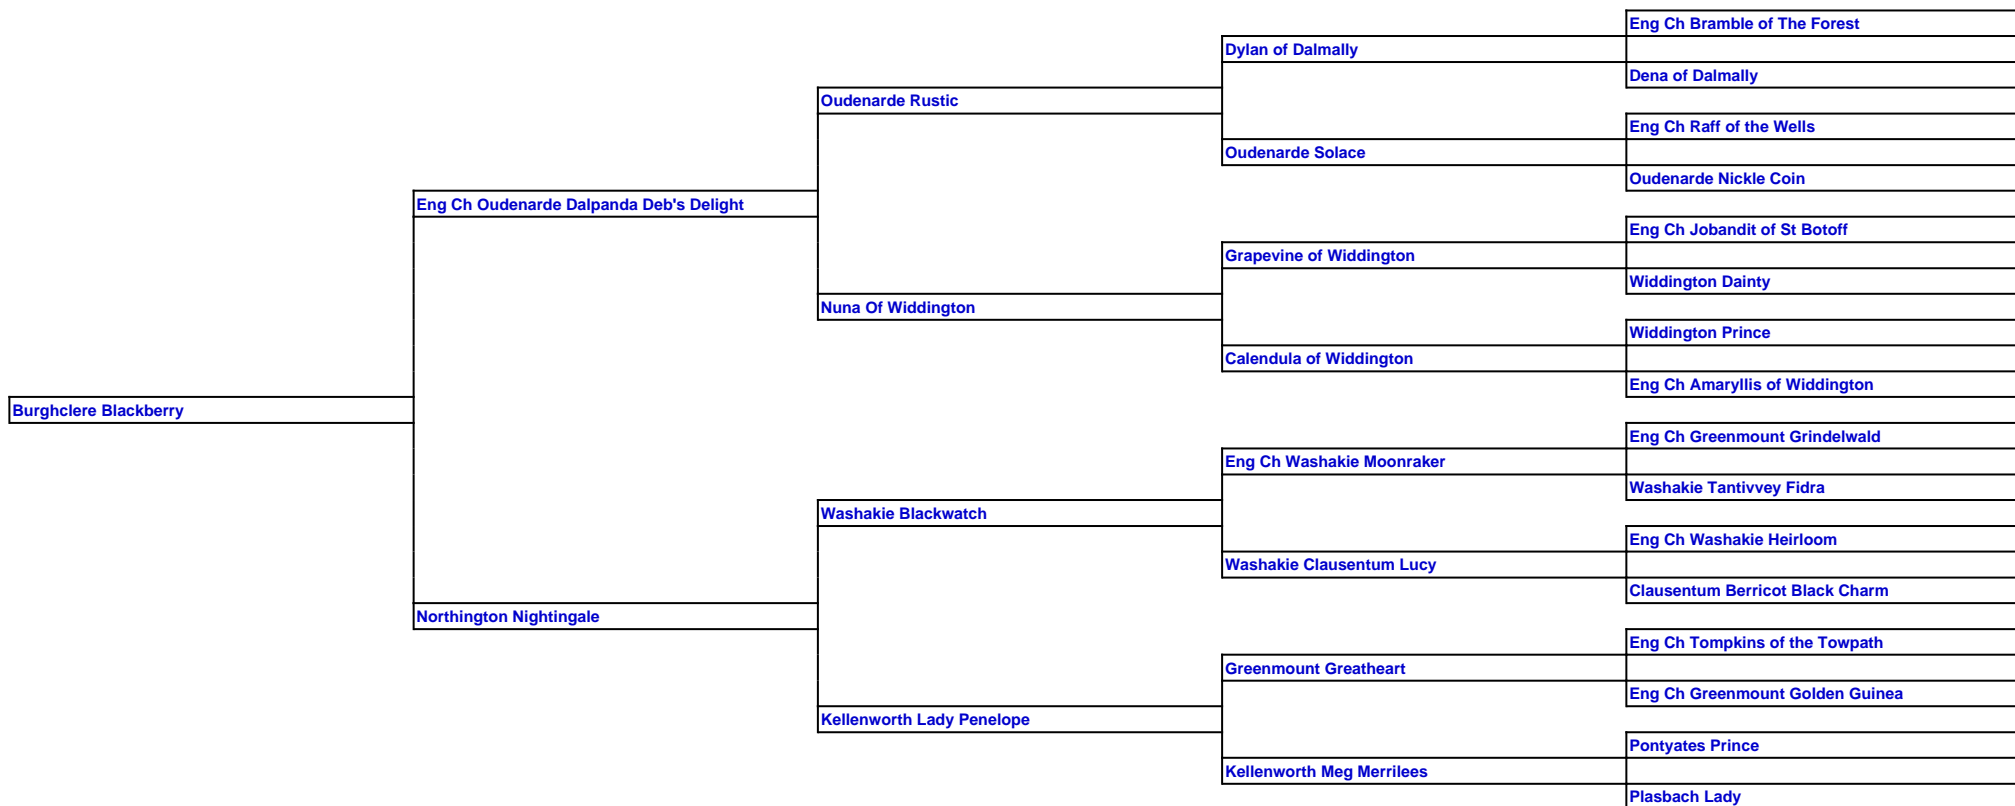 Eng Ch Bramble of The Forest
Dylan of Dalmally
Dena of Dalmally
Oudenarde Rustic
Eng Ch Raff of the Wells
Oudenarde Solace
Oudenarde Nickle Coin
Eng Ch Oudenarde Dalpanda Deb's Delight
Eng Ch Jobandit of St Botoff
Grapevine of Widdington
Widdington Dainty
Nuna Of Widdington
Widdington Prince
Calendula of Widdington
Eng Ch Amaryllis of Widdington
Burghclere Blackberry
Eng Ch Greenmount Grindelwald
Eng Ch Washakie Moonraker
Washakie Tantivvey Fidra
Washakie Blackwatch
Eng Ch Washakie Heirloom
Washakie Clausentum Lucy
Clausentum Berricot Black Charm
Northington Nightingale
Eng Ch Tompkins of the Towpath
Greenmount Greatheart
Eng Ch Greenmount Golden Guinea
Kellenworth Lady Penelope
Pontyates Prince
Kellenworth Meg Merrilees
Plasbach Lady